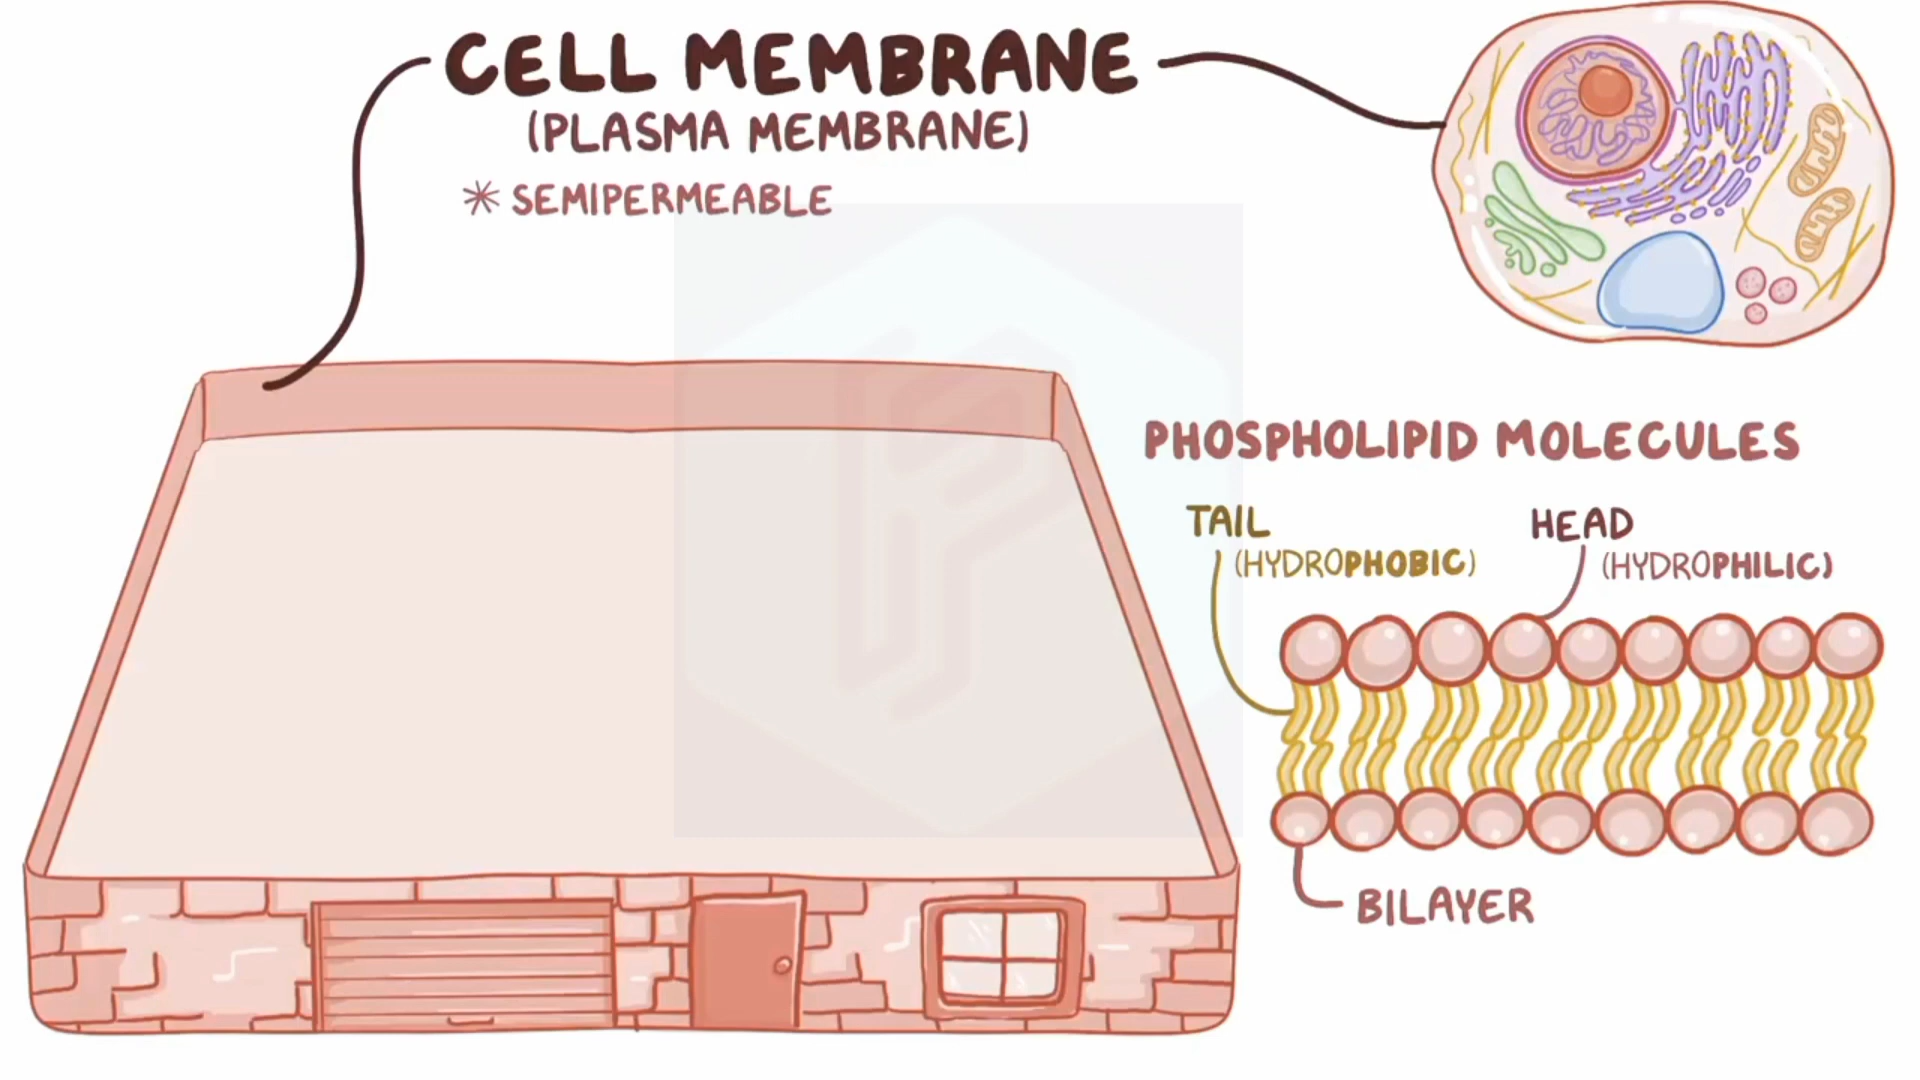 CELL MEMBRANE
(PLASMA MEMBRANE)
* SEMIPERMEABLE
PHOSPHOLIPID MOLECULES
TAIL
(HYDROPHOBIC)
HEAD
(HYDROPHILIC)
BILAYER